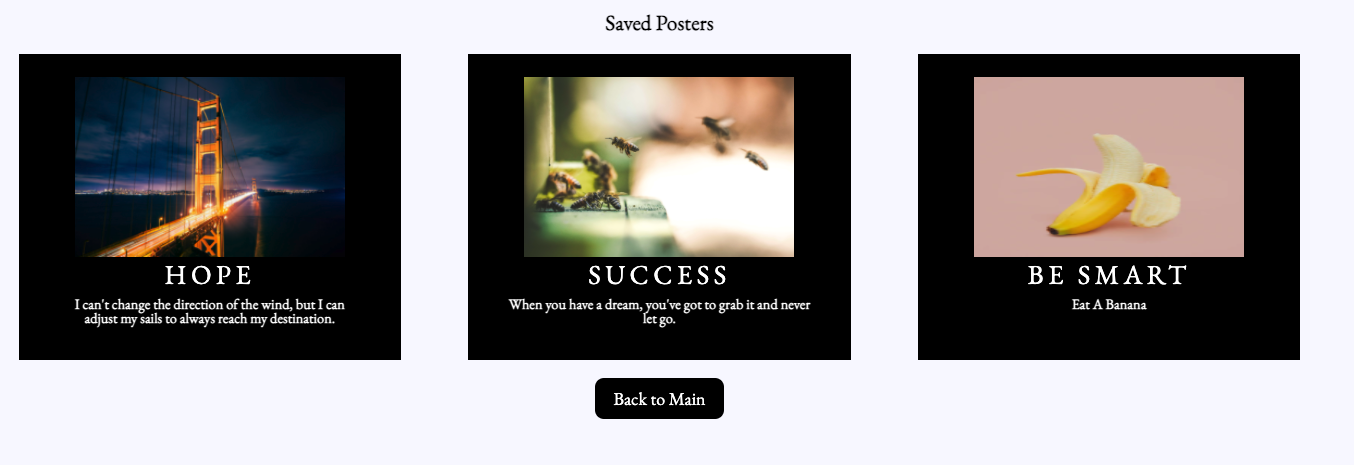 Saved Posters
HOPE
I can't change the direction of the wind, but I can
adjust my sails to always reach my destination.
SUCCESS
When you have a dream, you've got to grab it and never
let go.
BE SMART
Eat A Banana
Back to Main